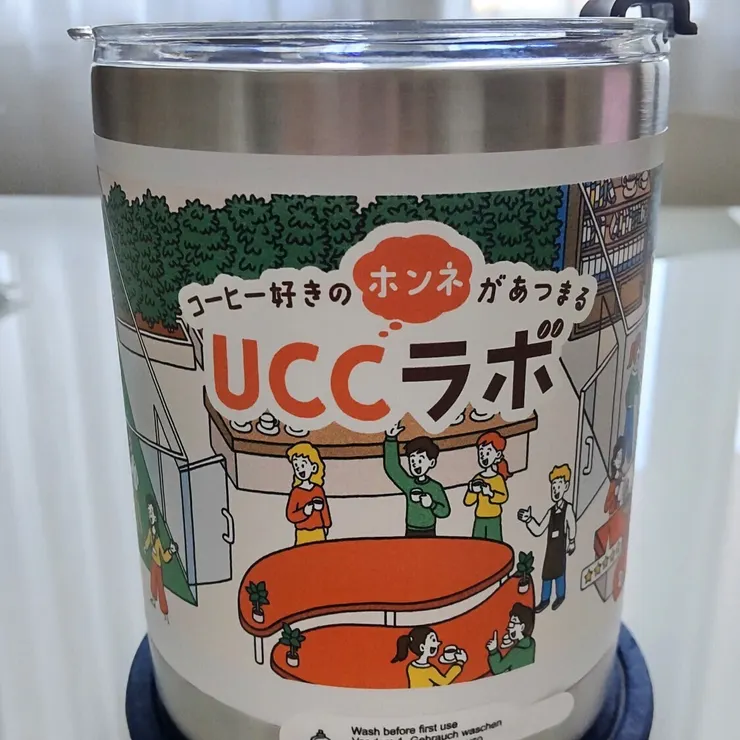 コーヒー好きの ホンネ があつまる
UCCラボ
Wash before first use